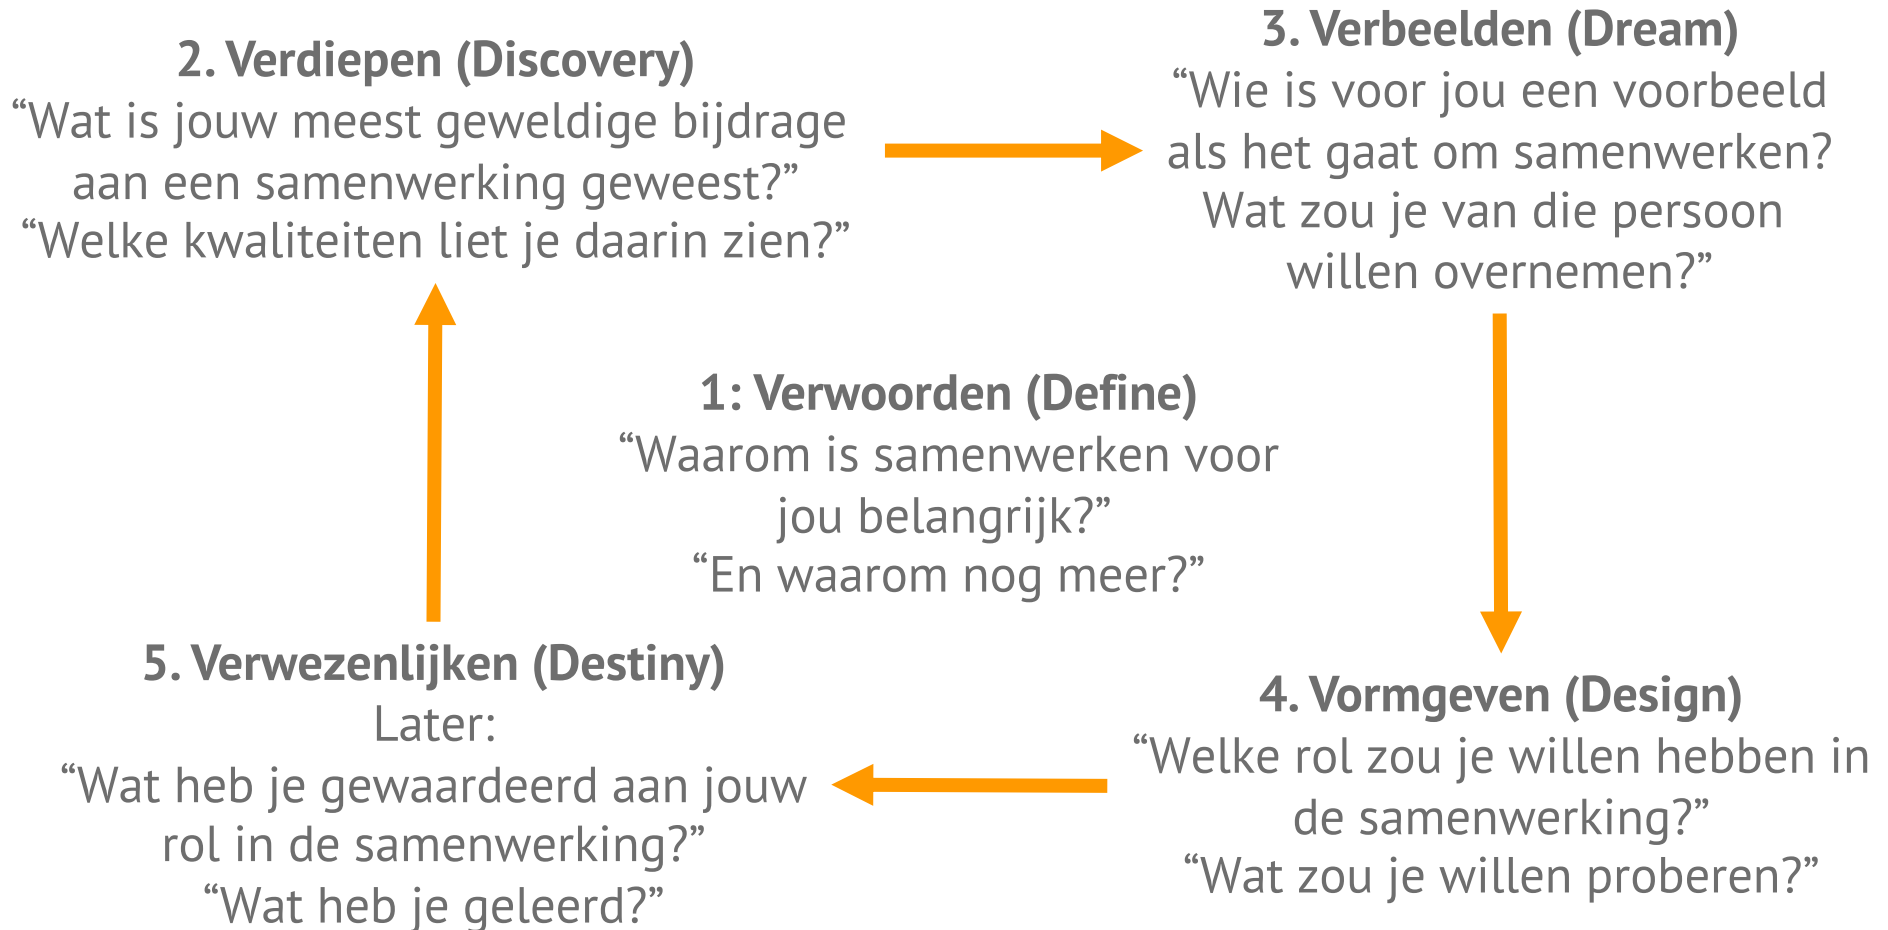 2. Verdiepen (Discovery)
“Wat is jouw meest geweldige bijdrage
aan een samenwerking geweest?”
“Welke kwaliteiten liet je daarin zien?”
3. Verbeelden (Dream)
“Wie is voor jou een voorbeeld
als het gaat om samenwerken?
Wat zou je van die persoon
willen overnemen?”
1: Verwoorden (Define)
“Waarom is samenwerken voor
jou belangrijk?”
“En waarom nog meer?”
5. Verwezenlijken (Destiny)
Later:
“Wat heb je gewaardeerd aan jouw
rol in de samenwerking?”
“Wat heb je geleerd?”
4. Vormgeven (Design)
“Welke rol zou je willen hebben in
de samenwerking?”
“Wat zou je willen proberen?”